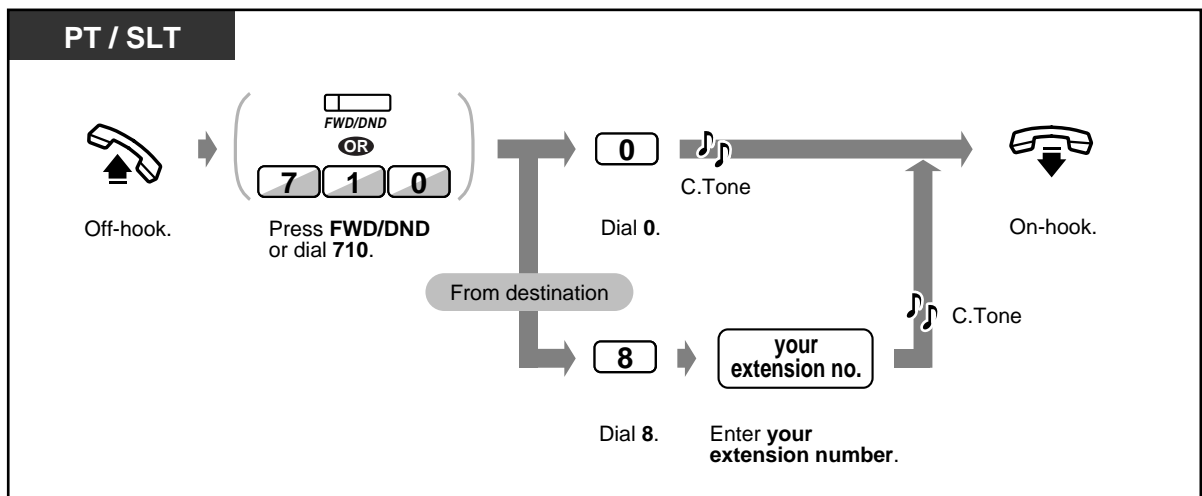 PT / SLT
FWD/DND
OR
7 1 0
0
C.Tone
Off-hook.
Press FWD/DND
or dial 710.
Dial 0.
On-hook.
From destination
C.Tone
8
your
extension no.
Dial 8.
Enter your
extension number.